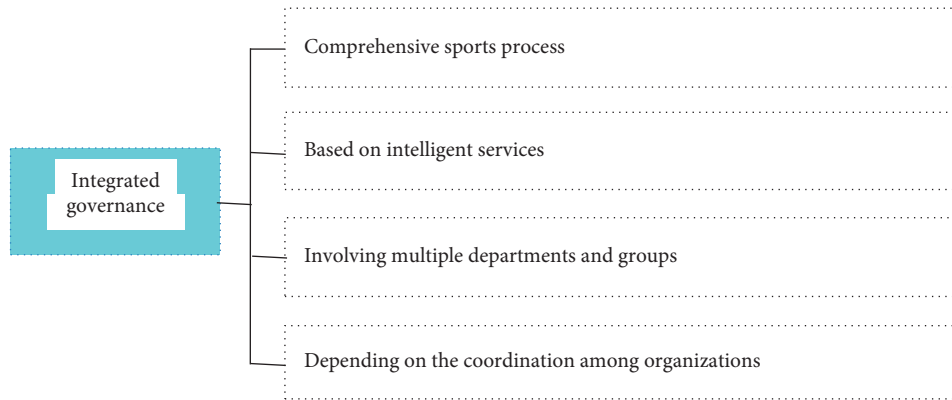 Comprehensive sports process
Based on intelligent services
Integrated
governance
Involving multiple departments and groups
Depending on the coordination among organizations